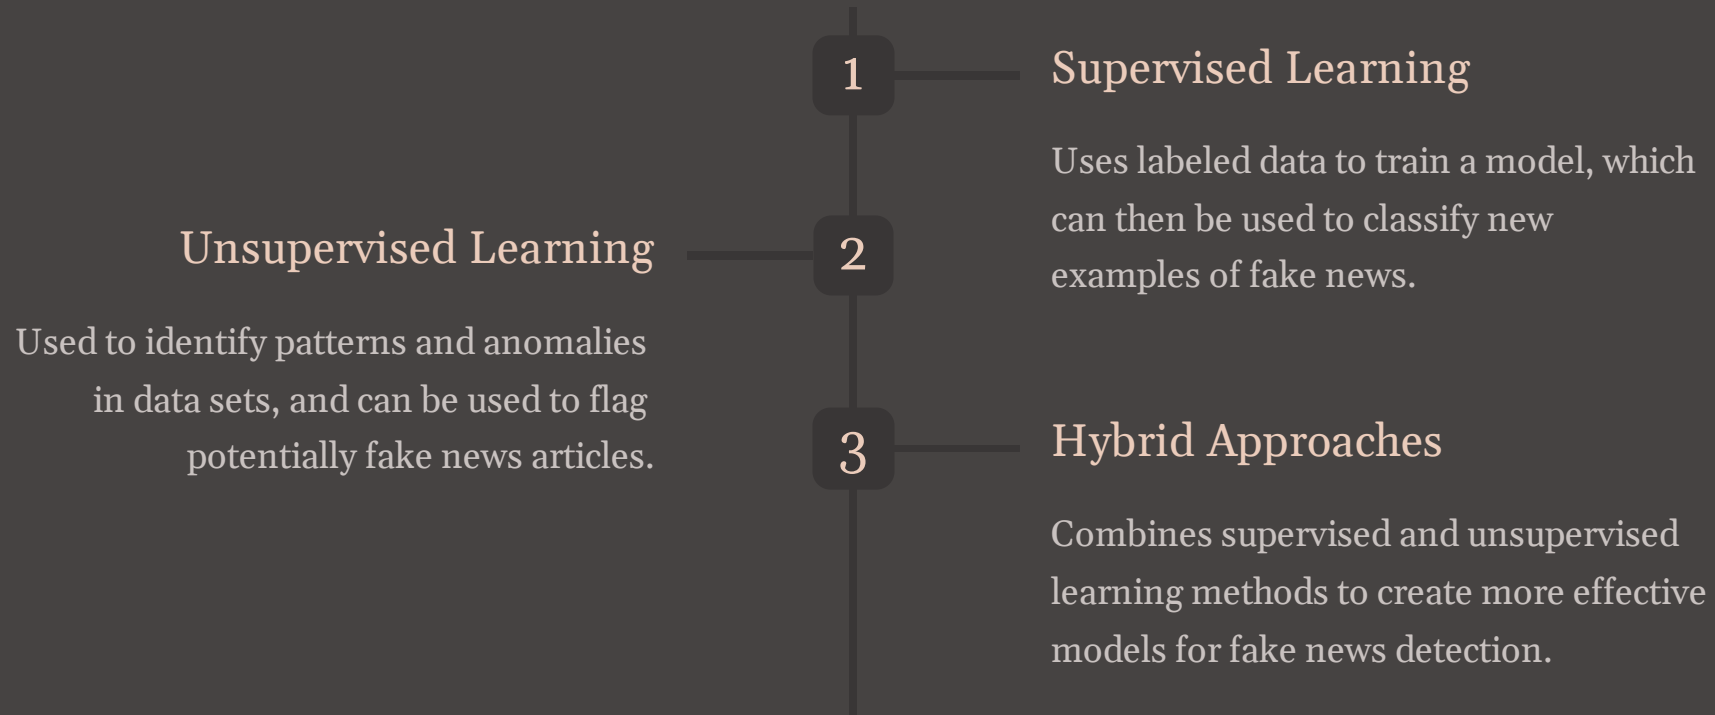 1
Supervised Learning
Uses labeled data to train a model, which
can then be used to classify new
examples of fake news.
2
Unsupervised Learning
Used to identify patterns and anomalies
in data sets, and can be used to flag
potentially fake news articles.
3
Hybrid Approaches
Combines supervised and unsupervised
learning methods to create more effective
models for fake news detection.